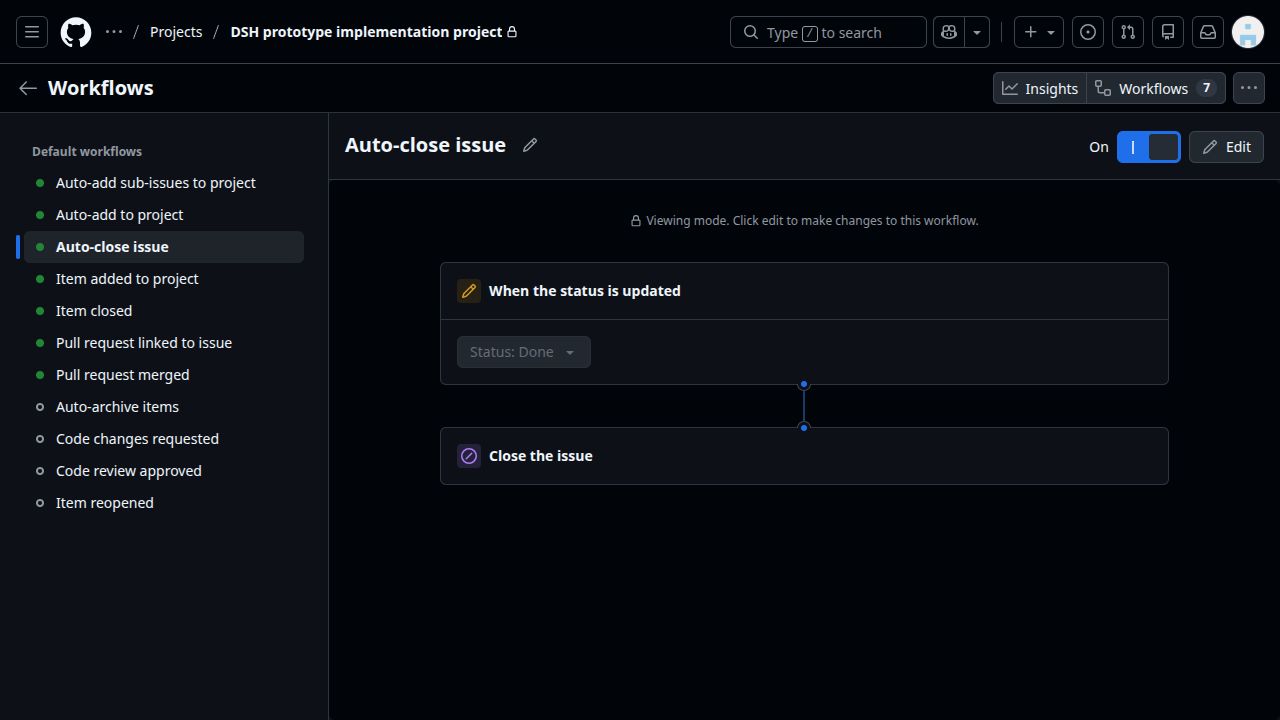 / Projects / DSH prototype implementation project
Type / to search
Workflows
Insights
Workflows 7
Default workflows
Auto-add sub-issues to project
Auto-add to project
Auto-close issue
Item added to project
Item closed
Pull request linked to issue
Pull request merged
Auto-archive items
Code changes requested
Code review approved
Item reopened
Auto-close issue
On
Edit
Viewing mode. Click edit to make changes to this workflow.
When the status is updated
Status: Done
Close the issue